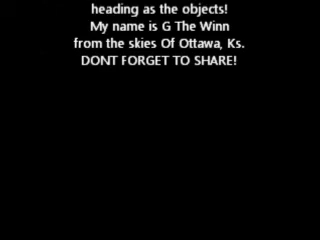 heading as the objects!
My name is G The Winn
from the skies Of Ottawa, Ks.
DONT FORGET TO SHARE!